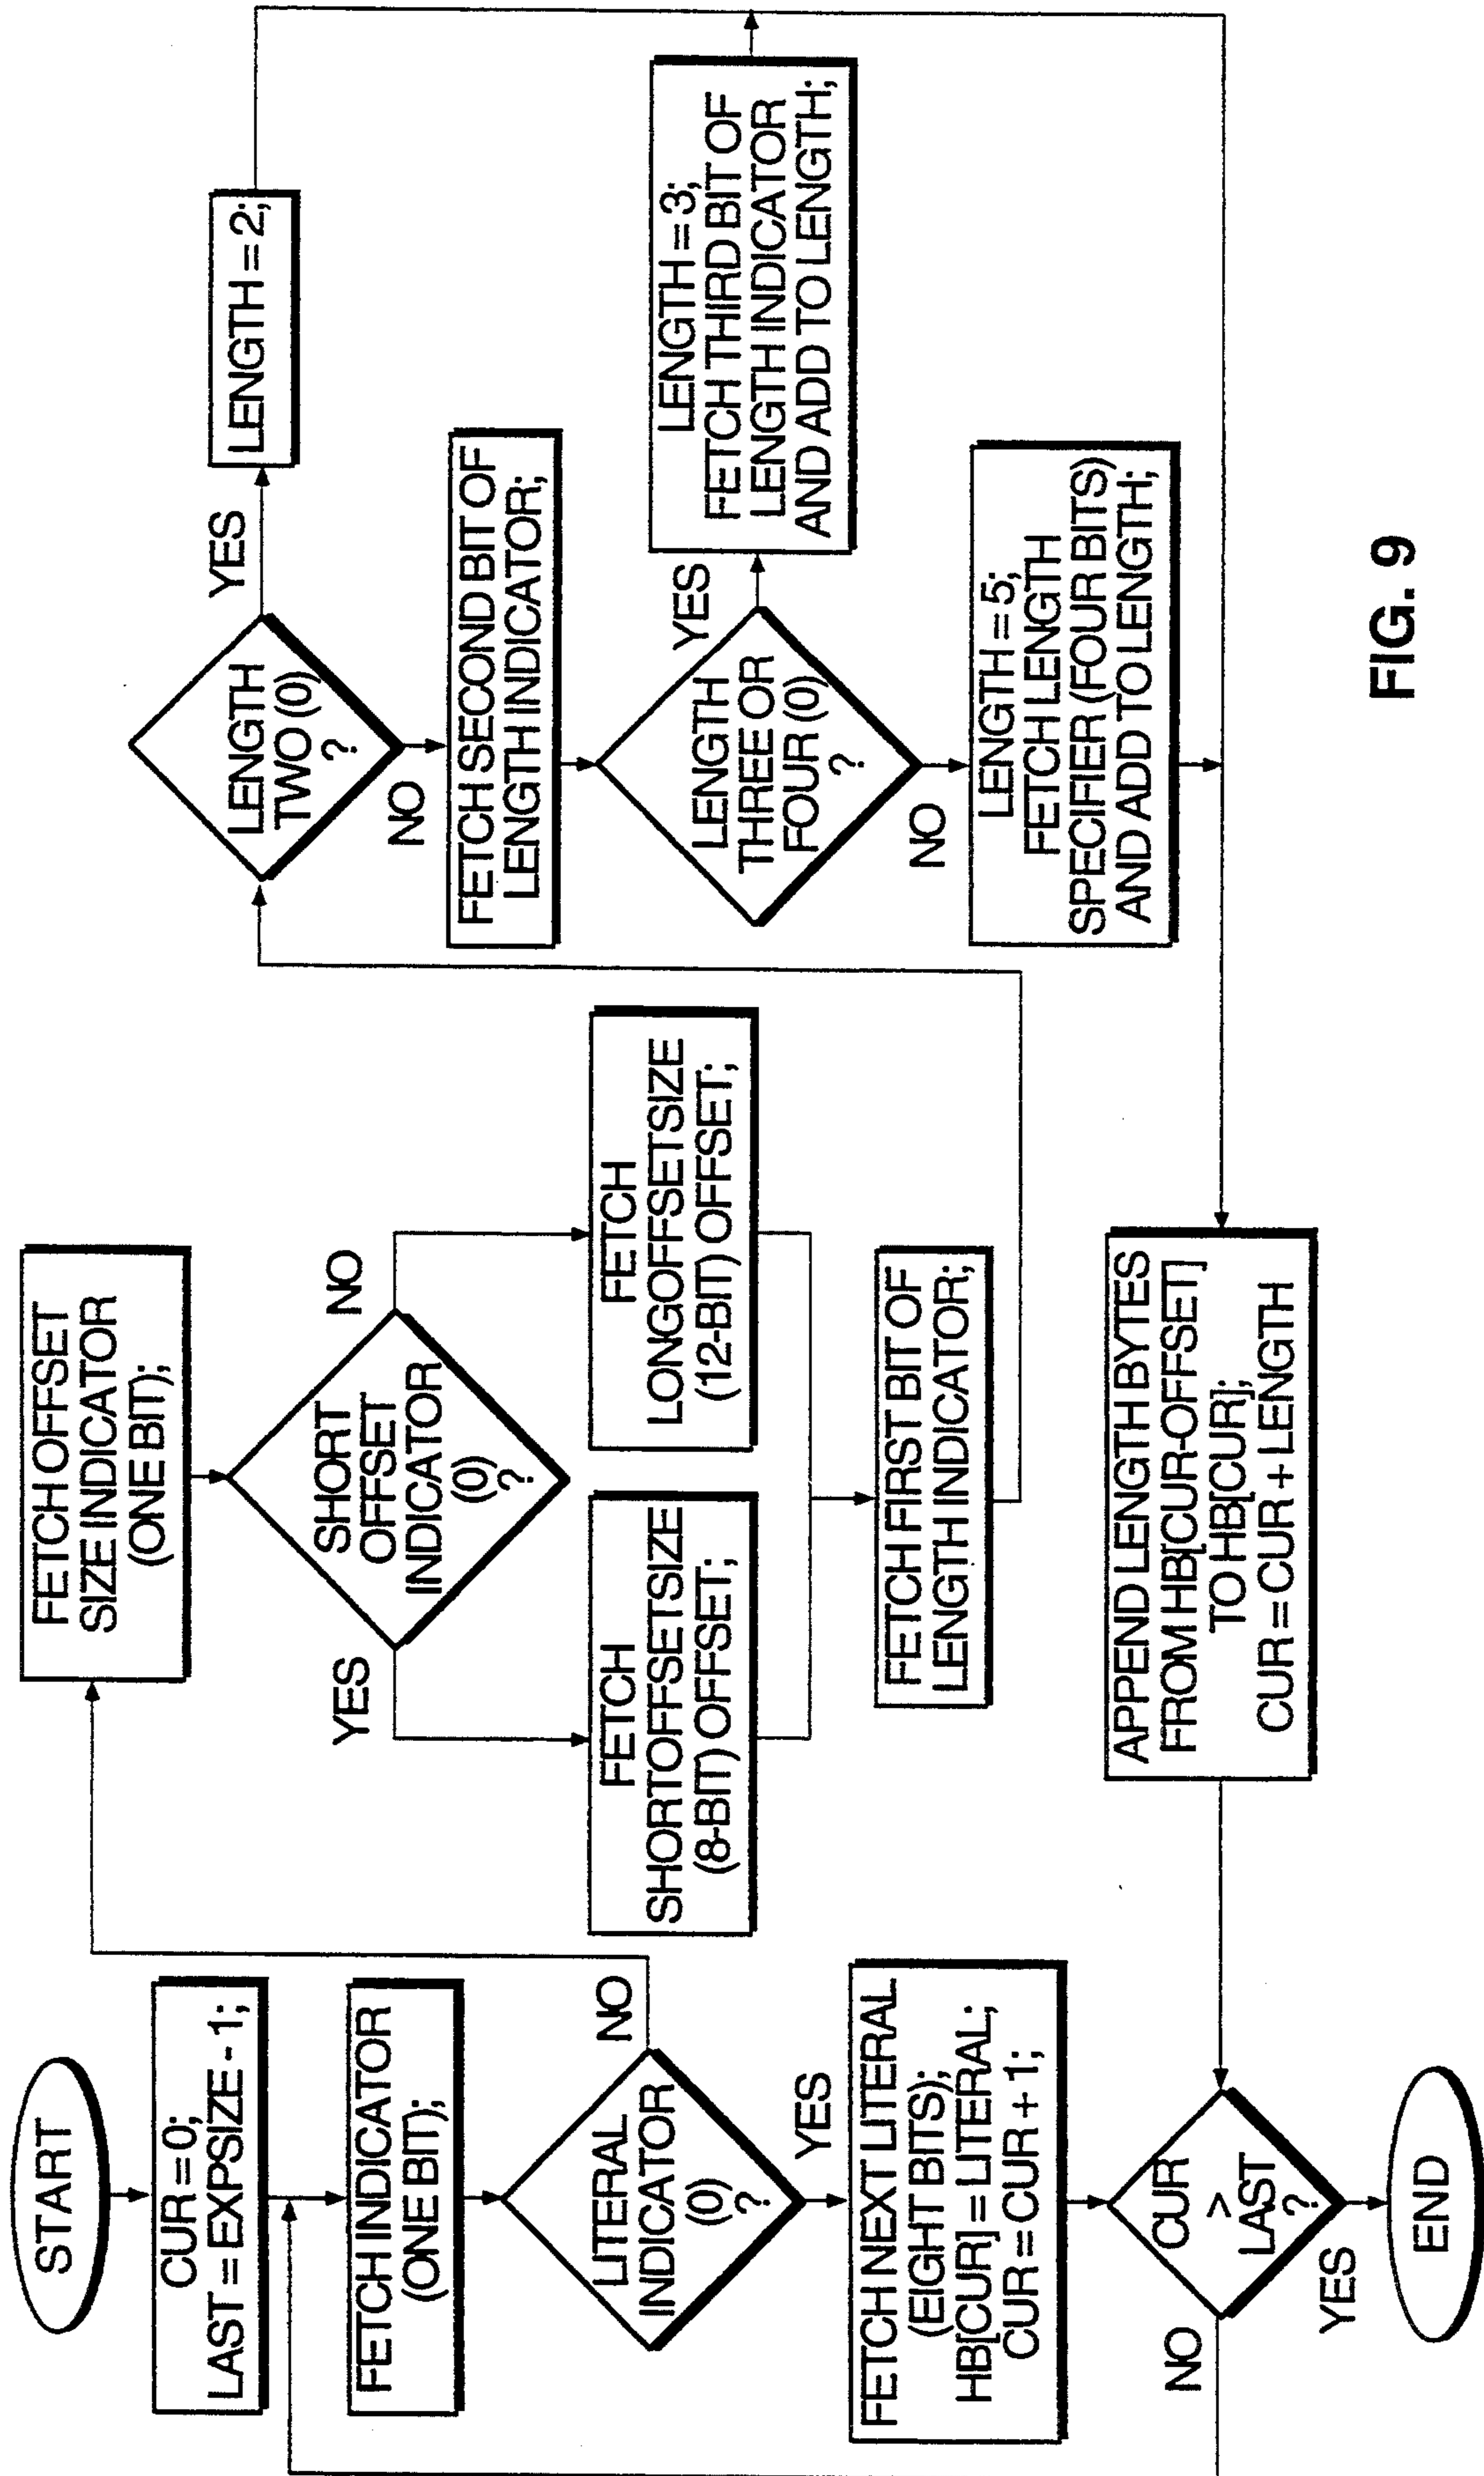 START
CUR = 0;
LAST = EXPSIZE - 1;
FETCH INDICATOR
(ONE BIT);
LITERAL
INDICATOR
(0)
?
NO
YES
FETCH NEXT LITERAL
(EIGHT BITS);
HB[CUR] = LITERAL;
CUR = CUR + 1;
CUR
>
LAST
?
NO
YES
END
FETCH OFFSET
SIZE INDICATOR
(ONE BIT);
SHORT
OFFSET
INDICATOR
(0)
?
YES
NO
FETCH
SHORTOFFSETSIZE
(8-BIT) OFFSET;
FETCH
LONGOFFSETSIZE
(12-BIT) OFFSET;
FETCH FIRST BIT OF
LENGTH INDICATOR;
APPEND LENGTH BYTES
FROM HB[CUR-OFFSET]
TO HB[CUR];
CUR = CUR + LENGTH
LENGTH
TWO (0)
?
YES
LENGTH = 2;
NO
FETCH SECOND BIT OF
LENGTH INDICATOR;
LENGTH
THREE OR
FOUR (0)
?
YES
LENGTH = 3;
FETCH THIRD BIT OF
LENGTH INDICATOR
AND ADD TO LENGTH;
NO
LENGTH = 5;
FETCH LENGTH
SPECIFIER (FOUR BITS)
AND ADD TO LENGTH;
FIG. 9